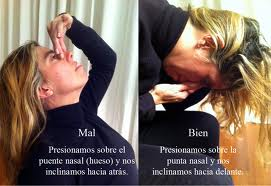 Mal
Presionamos sobre el
puente nasal (hueso) y nos
inclinamos hacia atrás.
Bien
Presionamos sobre la
punta nasal y nos
inclinamos hacia delante.